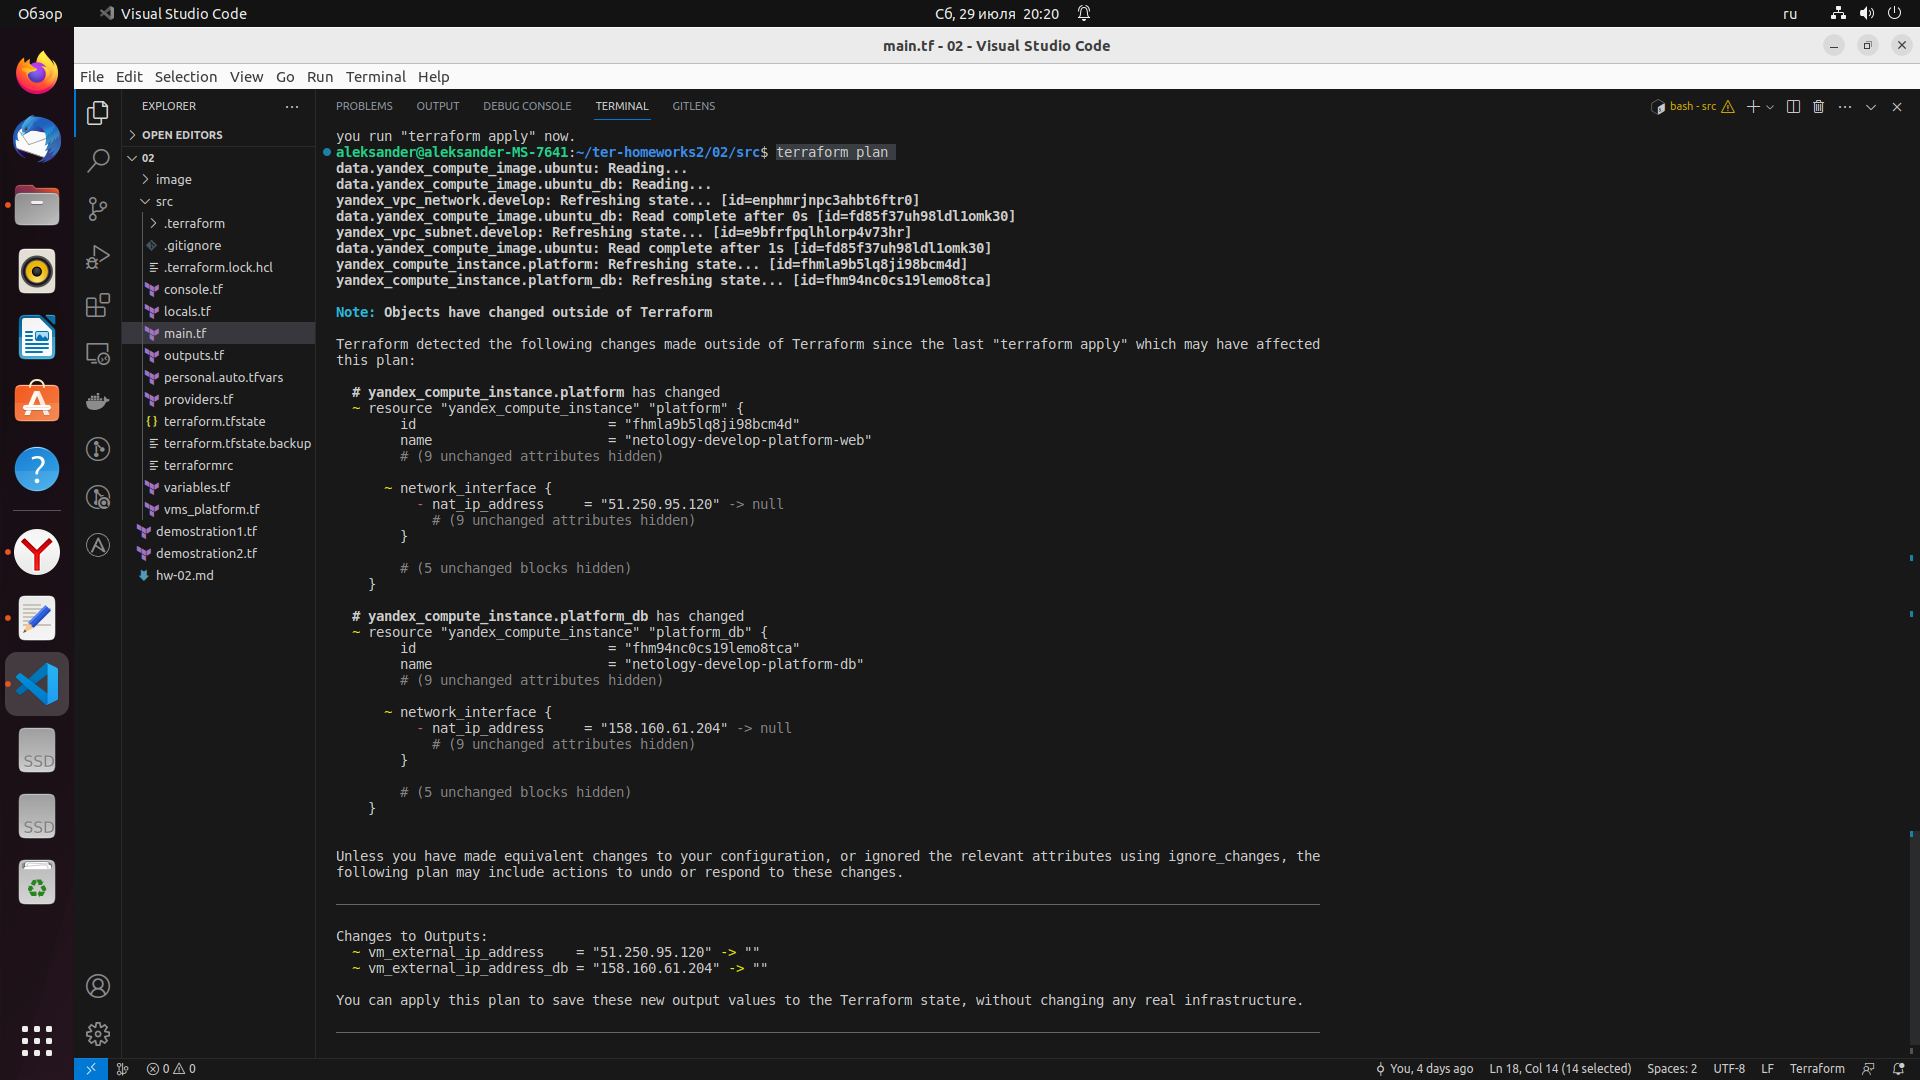 Обзор
Visual Studio Code
Сб, 29 июля 20:20
ru
main.tf - 02 - Visual Studio Code
File Edit Selection View Go Run Terminal Help
EXPLORER
OPEN EDITORS
02
image
src
.terraform
.gitignore
.terraform.lock.hcl
console.tf
locals.tf
main.tf
outputs.tf
personal.auto.tfvars
providers.tf
terraform.tfstate
terraform.tfstate.backup
terraformrc
variables.tf
vms_platform.tf
demostration1.tf
demostration2.tf
hw-02.md
SSD
SSD
PROBLEMS OUTPUT DEBUG CONSOLE TERMINAL GITLENS
bash - src
you run "terraform apply" now.
aleksander@aleksander-MS-7641:~/ter-homeworks2/02/src$ terraform plan
data.yandex_compute_image.ubuntu: Reading...
data.yandex_compute_image.ubuntu_db: Reading...
yandex_vpc_network.develop: Refreshing state... [id=enphmrjnpc3ahbt6ftr0]
data.yandex_compute_image.ubuntu_db: Read complete after 0s [id=fd85f37uh98ldl1omk30]
yandex_vpc_subnet.develop: Refreshing state... [id=e9bfrfpqlhlorp4v73hr]
data.yandex_compute_image.ubuntu: Read complete after 1s [id=fd85f37uh98ldl1omk30]
yandex_compute_instance.platform: Refreshing state... [id=fhmla9b5lq8ji98bcm4d]
yandex_compute_instance.platform_db: Refreshing state... [id=fhm94nc0cs19lemo8tca]
Note: Objects have changed outside of Terraform
Terraform detected the following changes made outside of Terraform since the last "terraform apply" which may have affected
this plan:
# yandex_compute_instance.platform has changed
~ resource "yandex_compute_instance" "platform" {
id = "fhmla9b5lq8ji98bcm4d"
name = "netology-develop-platform-web"
# (9 unchanged attributes hidden)
~ network_interface {
- nat_ip_address = "51.250.95.120" -> null
# (9 unchanged attributes hidden)
}
# (5 unchanged blocks hidden)
}
# yandex_compute_instance.platform_db has changed
~ resource "yandex_compute_instance" "platform_db" {
id = "fhm94nc0cs19lemo8tca"
name = "netology-develop-platform-db"
# (9 unchanged attributes hidden)
~ network_interface {
- nat_ip_address = "158.160.61.204" -> null
# (9 unchanged attributes hidden)
}
# (5 unchanged blocks hidden)
}
Unless you have made equivalent changes to your configuration, or ignored the relevant attributes using ignore_changes, the
following plan may include actions to undo or respond to these changes.
Changes to Outputs:
~ vm_external_ip_address = "51.250.95.120" -> ""
~ vm_external_ip_address_db = "158.160.61.204" -> ""
You can apply this plan to save these new output values to the Terraform state, without changing any real infrastructure.
0 0
You, 4 days ago Ln 18, Col 14 (14 selected) Spaces: 2 UTF-8 LF Terraform